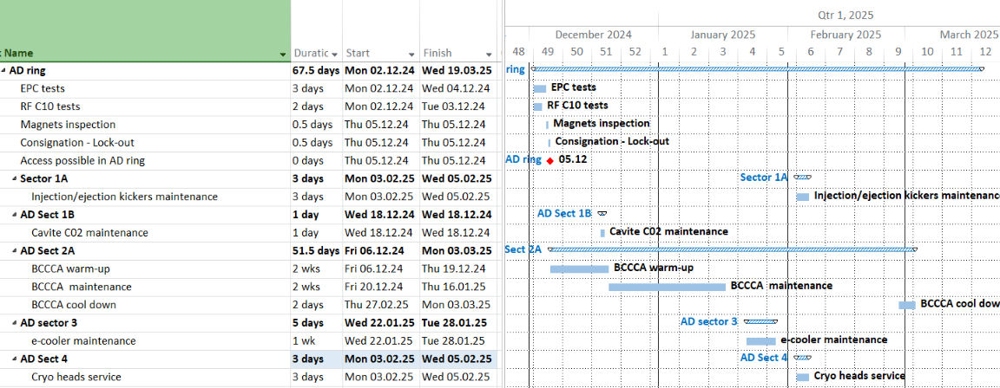 Qtr 1, 2025
December 2024 January 2025 February 2025 March 2025
Name Duratic Start Finish 48 49 50 51 52 1 2 3 4 5 6 7 8 9 10 11 12
AD ring 67.5 days Mon 02.12.24 Wed 19.03.25 ring
EPC tests 3 days Mon 02.12.24 Wed 04.12.24 EPC tests
RF C10 tests 2 days Mon 02.12.24 Tue 03.12.24 RF C10 tests
Magnets inspection 0.5 days Thu 05.12.24 Thu 05.12.24 Magnets inspection
Consignation - Lock-out 0.5 days Thu 05.12.24 Thu 05.12.24 Consignation - Lock-out
Access possible in AD ring 0 days Thu 05.12.24 Thu 05.12.24 AD ring 05.12
Sector 1A 3 days Mon 03.02.25 Wed 05.02.25 Sector 1A
Injection/ejection kickers maintenance 3 days Mon 03.02.25 Wed 05.02.25 Injection/ejection kickers maintenance
AD Sect 1B 1 day Wed 18.12.24 Wed 18.12.24 AD Sect 1B
Cavite C02 maintenance 1 day Wed 18.12.24 Wed 18.12.24 Cavite C02 maintenance
AD Sect 2A 51.5 days Fri 06.12.24 Mon 03.03.25 Sect 2A
BCCCA warm-up 2 wks Fri 06.12.24 Thu 19.12.24 BCCCA warm-up
BCCCA maintenance 2 wks Fri 20.12.24 Thu 16.01.25 BCCCA maintenance
BCCCA cool down 2 days Thu 27.02.25 Mon 03.03.25 BCCCA cool dow
AD sector 3 5 days Wed 22.01.25 Tue 28.01.25 AD sector 3
e-cooler maintenance 1 wk Wed 22.01.25 Tue 28.01.25 e-cooler maintenance
AD Sect 4 3 days Mon 03.02.25 Wed 05.02.25 AD Sect 4
Cryo heads service 3 days Mon 03.02.25 Wed 05.02.25 Cryo heads service